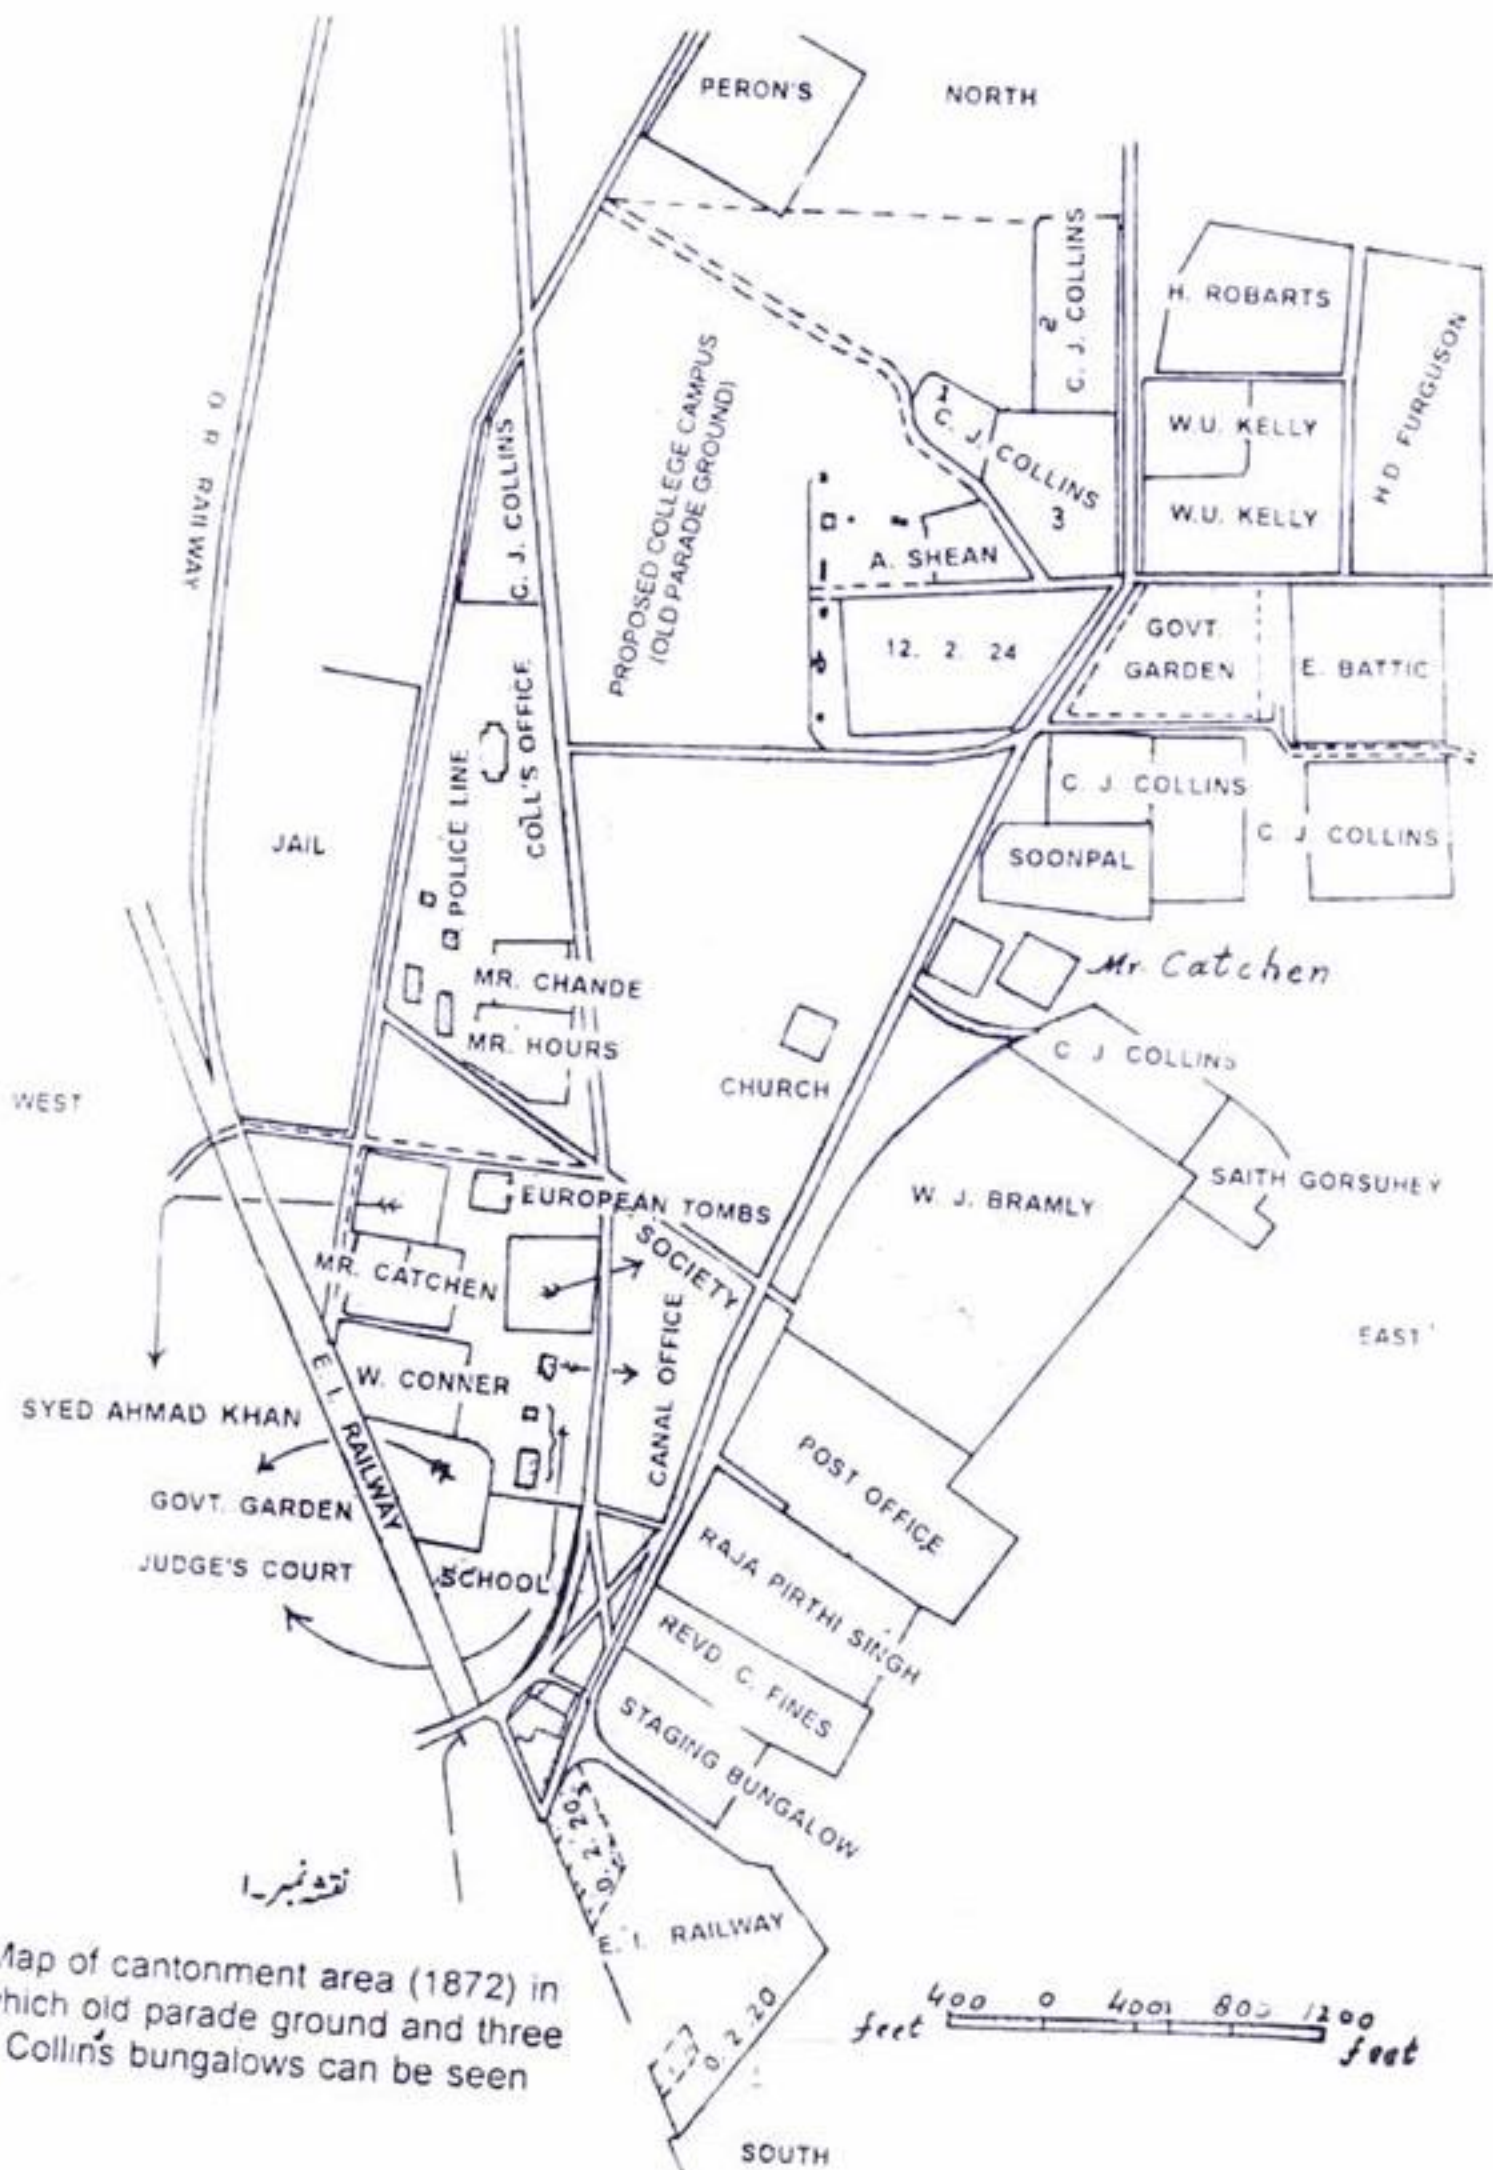 PERON'S
NORTH
C. J. COLLINS
2
H. ROBARTS
H.D FURGUSON
O R RAILWAY
C. J. COLLINS
PROPOSED COLLEGE CAMPUS
(OLD PARADE GROUND)
1
C. J. COLLINS
3
W.U. KELLY
W.U. KELLY
A. SHEAN
12. 2. 24
GOVT.
GARDEN
E. BATTIC
COLL'S OFFICE
POLICE LINE
JAIL
C. J. COLLINS
C. J COLLINS
SOONPAL
Mr. Catchen
MR. CHANDE
MR. HOURS
CHURCH
C J COLLINS
WEST
EUROPEAN TOMBS
W. J. BRAMLY
SAITH GORSUHEY
SOCIETY
MR. CATCHEN
CANAL OFFICE
EAST
W. CONNER
SYED AHMAD KHAN
E. I. RAILWAY
GOVT. GARDEN
JUDGE'S COURT
SCHOOL
POST OFFICE
RAJA PIRTHI SINGH
REVD. C. FINES
STAGING BUNGALOW
E. I. RAILWAY
0. 2. 20
نقشہ نمبر ۱
Map of cantonment area (1872) in
which old parade ground and three
Collin's bungalows can be seen
400 0 400 800 1200
feet feet
SOUTH